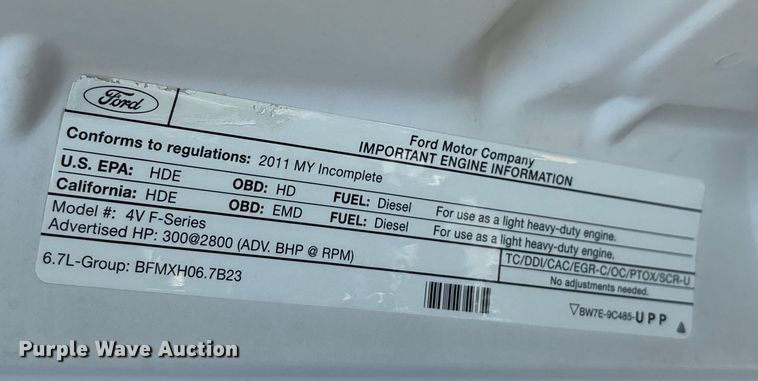 Ford
Ford Motor Company
IMPORTANT ENGINE INFORMATION
Conforms to regulations: 2011 MY Incomplete
U.S. EPA: HDE OBD: HD FUEL: Diesel For use as a light heavy-duty engine.
California: HDE OBD: EMD FUEL: Diesel For use as a light heavy-duty engine.
Model #: 4V F-Series
TC/DDI/CAC/EGR-C/OC/PTOX/SCR-U
Advertised HP: 300@2800 (ADV. BHP @ RPM)
No adjustments needed.
6.7L-Group: BFMXH06.7B23
BW7E-9C485-UPP
Purple Wave Auction